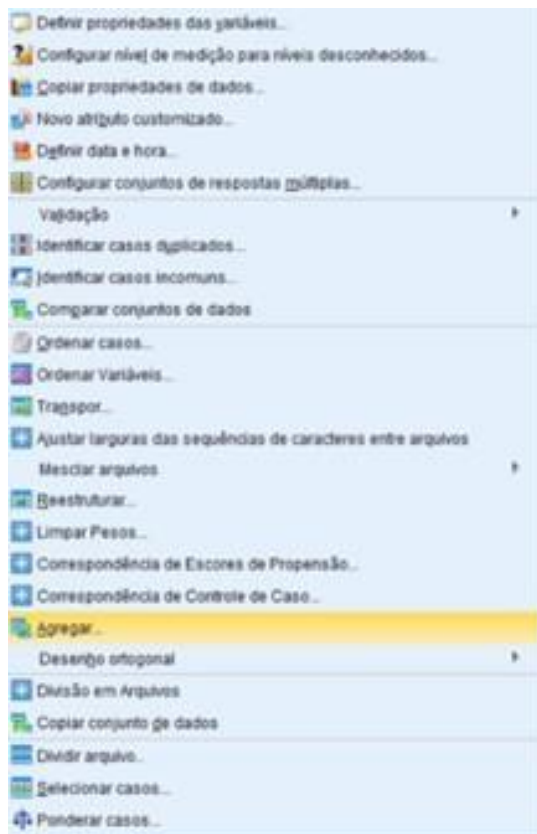 Definir propriedades das variáveis...
Configurar nível de medição para níveis desconhecidos...
Copiar propriedades de dados...
Novo atributo customizado...
Definir data e hora...
Configurar conjuntos de respostas múltiplas...
Validação
Identificar casos duplicados...
Identificar casos incomuns...
Comparar conjuntos de dados
Ordenar casos...
Ordenar Variáveis...
Transpor...
Ajustar larguras das sequências de caracteres entre arquivos
Mesclar arquivos
Reestruturar...
Limpar Pesos...
Correspondência de Escores de Propensão...
Correspondência de Controle de Caso...
Agregar...
Desenho ortogonal
Divisão em Arquivos
Copiar conjunto de dados
Dividir arquivo...
Selecionar casos...
Ponderar casos...